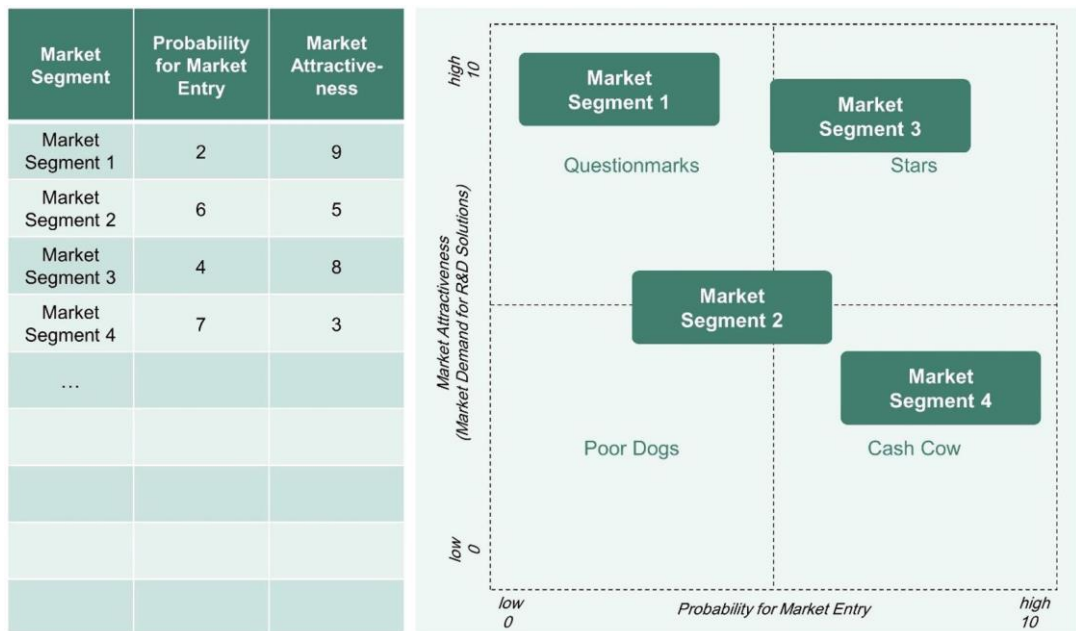 Market
Segment
Probability
for Market
Entry
Market
Attractive-
ness
Market
Segment 1
2
9
Market
Segment 2
6
5
Market
Segment 3
4
8
Market
Segment 4
7
3
…
high
10
Market Attractiveness
(Market Demand for R&D Solutions)
low
0
Market
Segment 1
Market
Segment 3
Questionmarks
Stars
Market
Segment 2
Market
Segment 4
Poor Dogs
Cash Cow
low
0
Probability for Market Entry
high
10